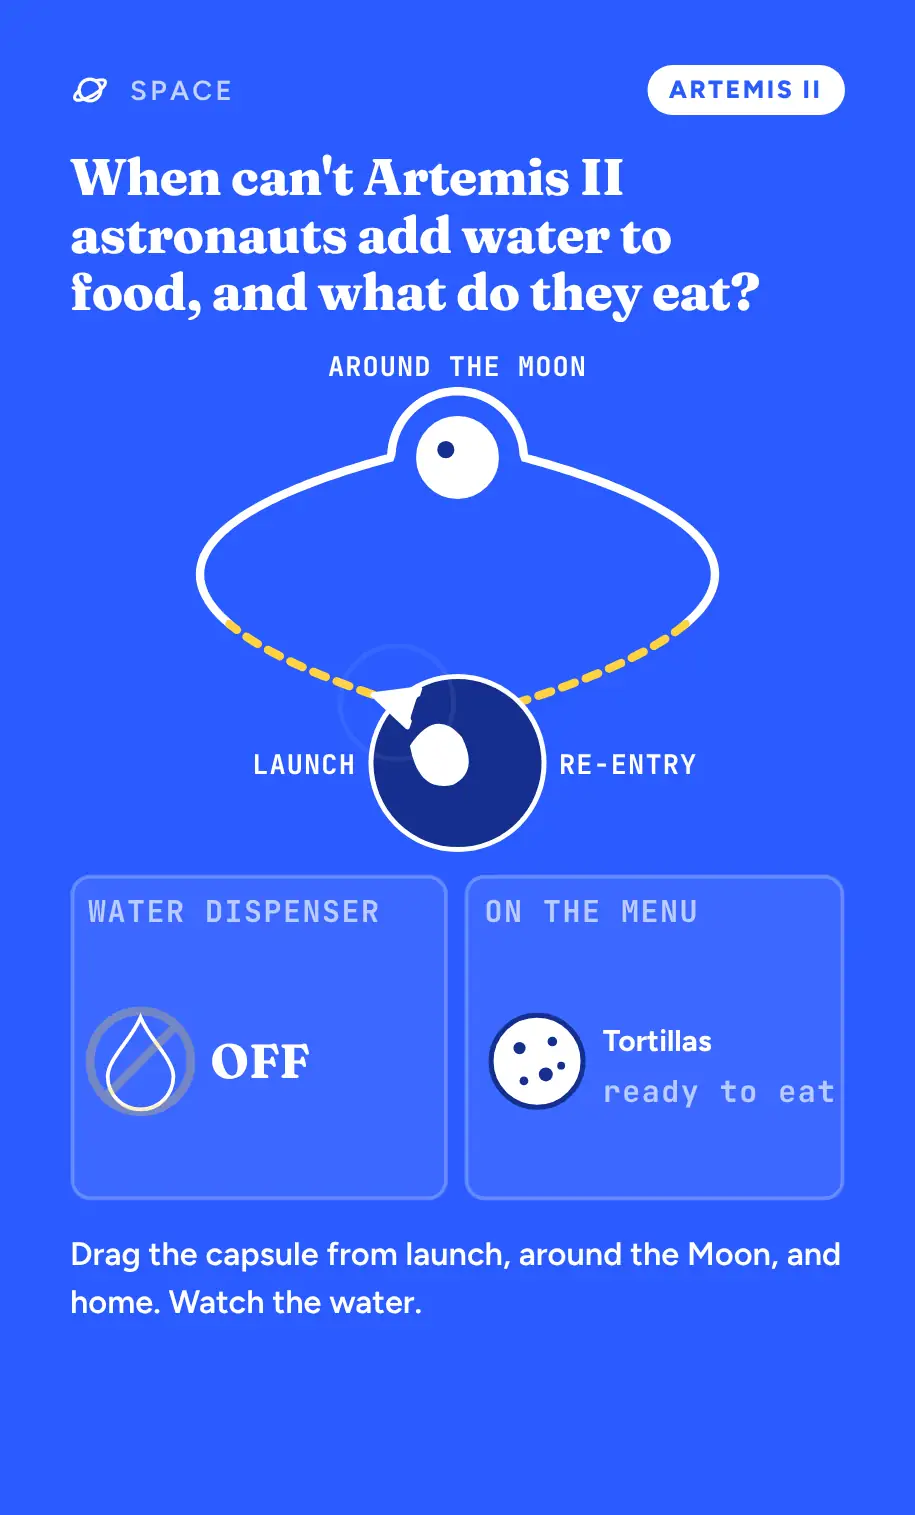 SPACE
ARTEMIS II
When can't Artemis II
astronauts add water to
food, and what do they eat?
AROUND THE MOON
LAUNCH
RE-ENTRY
WATER DISPENSER
OFF
ON THE MENU
Tortillas
ready to eat
Drag the capsule from launch, around the Moon, and
home. Watch the water.